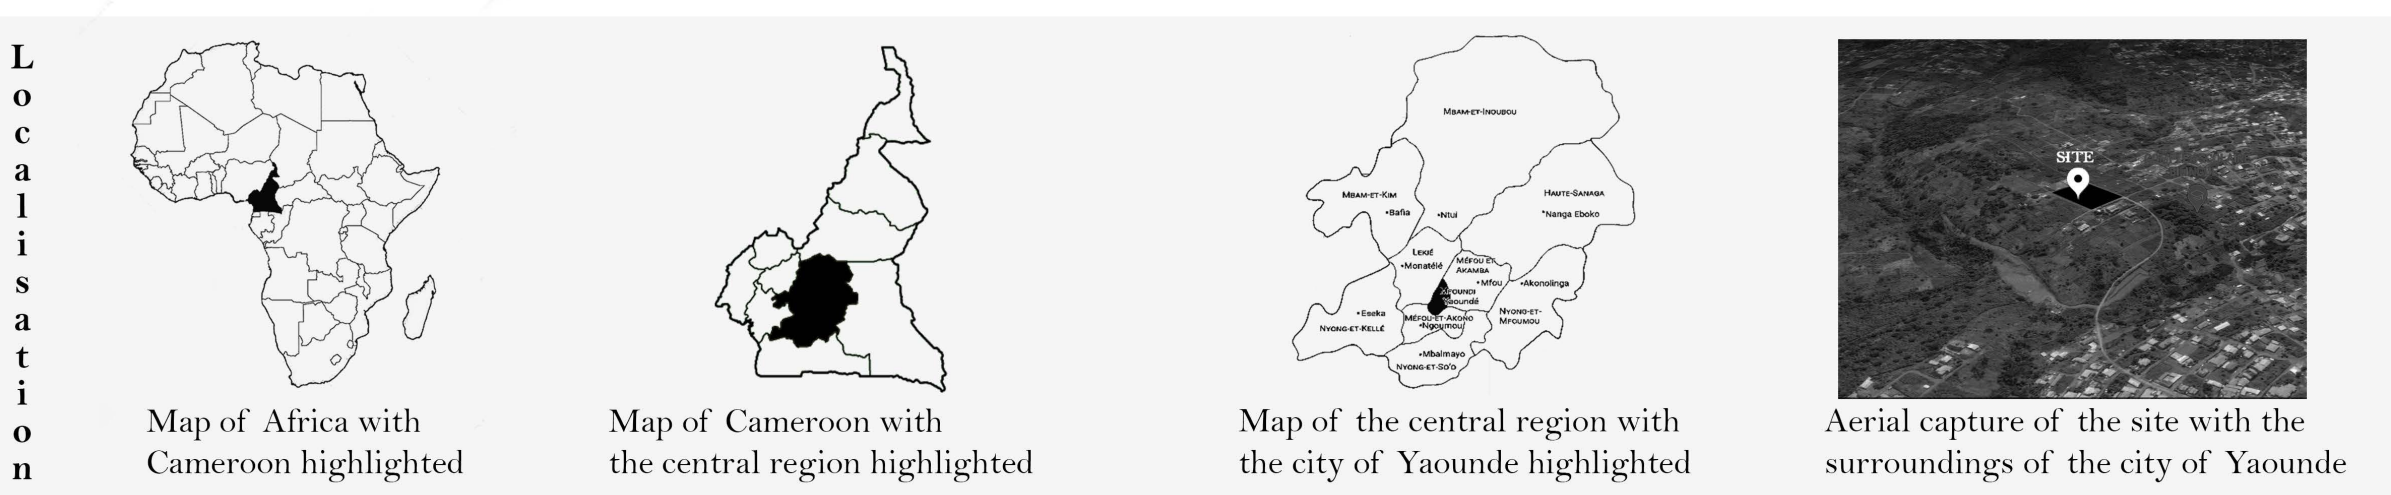 Localisation
Map of Africa with
Cameroon highlighted
Map of Cameroon with
the central region highlighted
MBAM-ET-INOUBOU
MBAM-ET-KIM
•Bafia
•Ntui
HAUTE-SANAGA
•Nanga Eboko
LEKIÉ
•Monatélé
MÉFOU ET
AKAMBA
•Mfou
•Akonolinga
MFOUNDI
Yaoundé
•Eseka
NYONG-ET-KELLÉ
MÉFOU-ET-AKONO
•Ngoumou
NYONG-ET-
MFOUMOU
•Mbalmayo
NYONG-ET-SO'O
Map of the central region with
the city of Yaounde highlighted
SITE
Aerial capture of the site with the
surroundings of the city of Yaounde